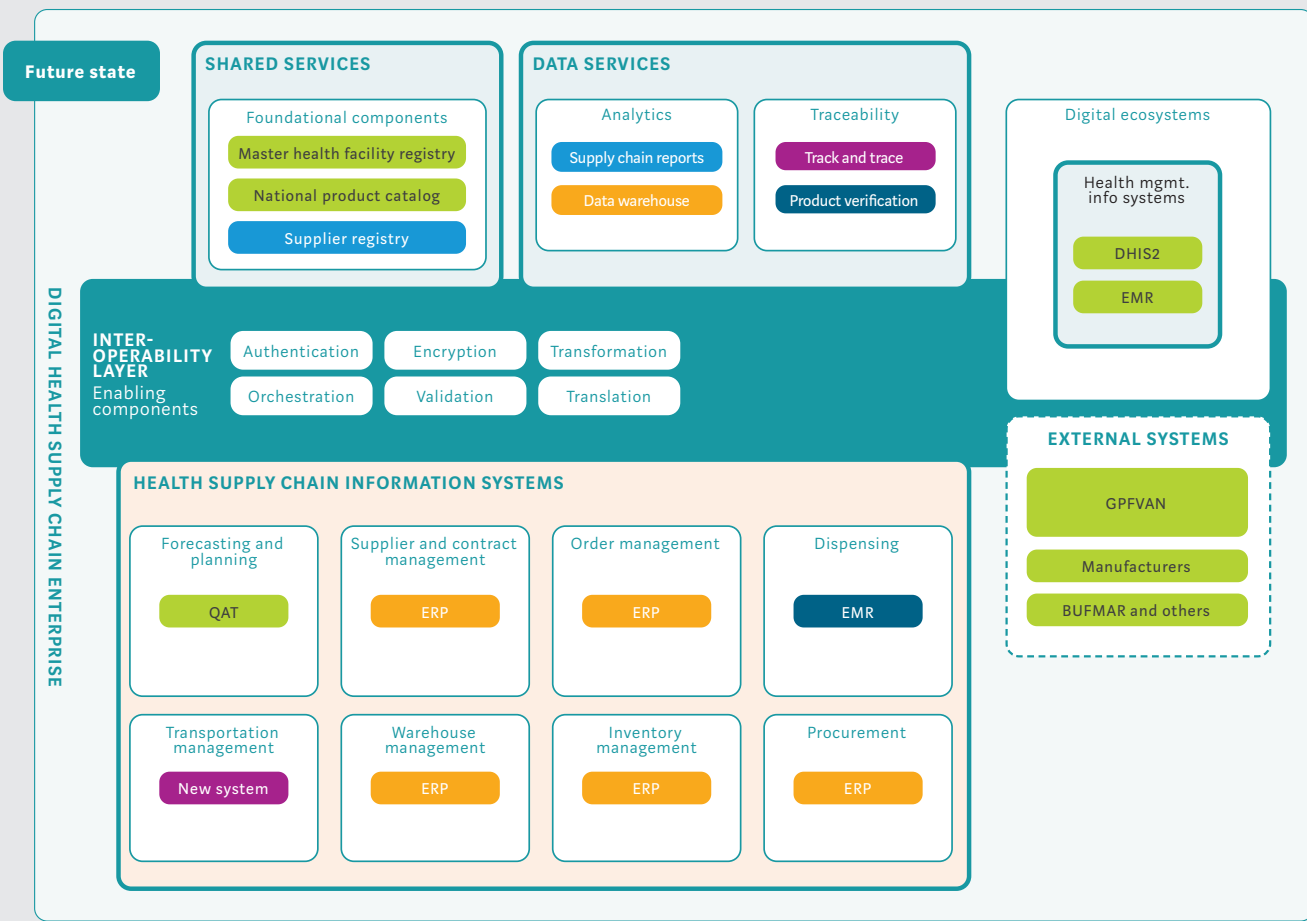 Future state
SHARED SERVICES
Foundational components
Master health facility registry
National product catalog
Supplier registry
DATA SERVICES
Analytics
Supply chain reports
Data warehouse
Traceability
Track and trace
Product verification
Digital ecosystems
Health mgmt.
info systems
DHIS2
EMR
DIGITAL HEALTH SUPPLY CHAIN ENTERPRISE
INTER-
OPERABILITY
LAYER
Enabling
components
Authentication
Encryption
Transformation
Orchestration
Validation
Translation
EXTERNAL SYSTEMS
GPFVAN
Manufacturers
BUFMAR and others
HEALTH SUPPLY CHAIN INFORMATION SYSTEMS
Forecasting and
planning
QAT
Supplier and contract
management
ERP
Order management
ERP
Dispensing
EMR
Transportation
management
New system
Warehouse
management
ERP
Inventory
management
ERP
Procurement
ERP